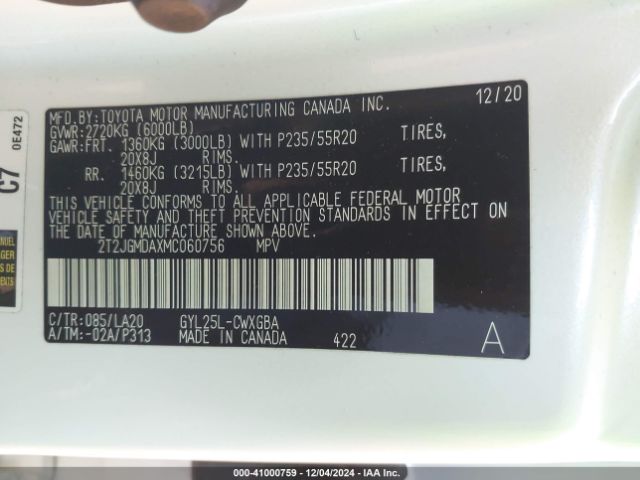 MFD.BY:TOYOTA MOTOR MANUFACTURING CANADA INC. 12/20
GVWR:2720KG (6000LB)
GAWR:FRT. 1360KG (3000LB) WITH P235/55R20 TIRES,
20X8J RIMS.
RR. 1460KG (3215LB) WITH P235/55R20 TIRES,
20X8J RIMS.
THIS VEHICLE CONFORMS TO ALL APPLICABLE FEDERAL MOTOR
VEHICLE SAFETY AND THEFT PREVENTION STANDARDS IN EFFECT ON
THE DATE OF MANUFACTURE SHOWN ABOVE.
2T2JGMDAXMC060756 MPV
C/TR:085/LA20 GYL25L-CWXGBA
A/TM:-02A/P313 MADE IN CANADA 422 A
C7
0E472
000-41000759 - 12/04/2024 - IAA Inc.